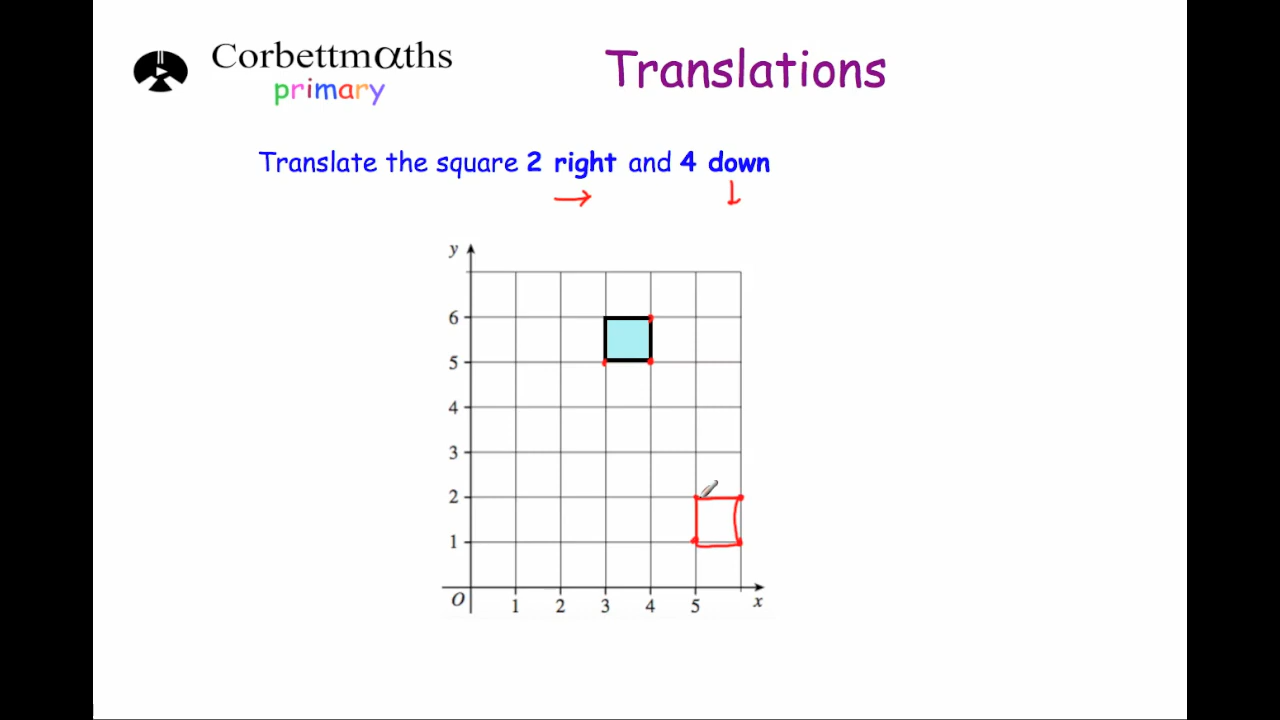 Corbettmαths
primary
Translations
Translate the square 2 right and 4 down
y
6
5
4
3
2
1
O 1 2 3 4 5 x